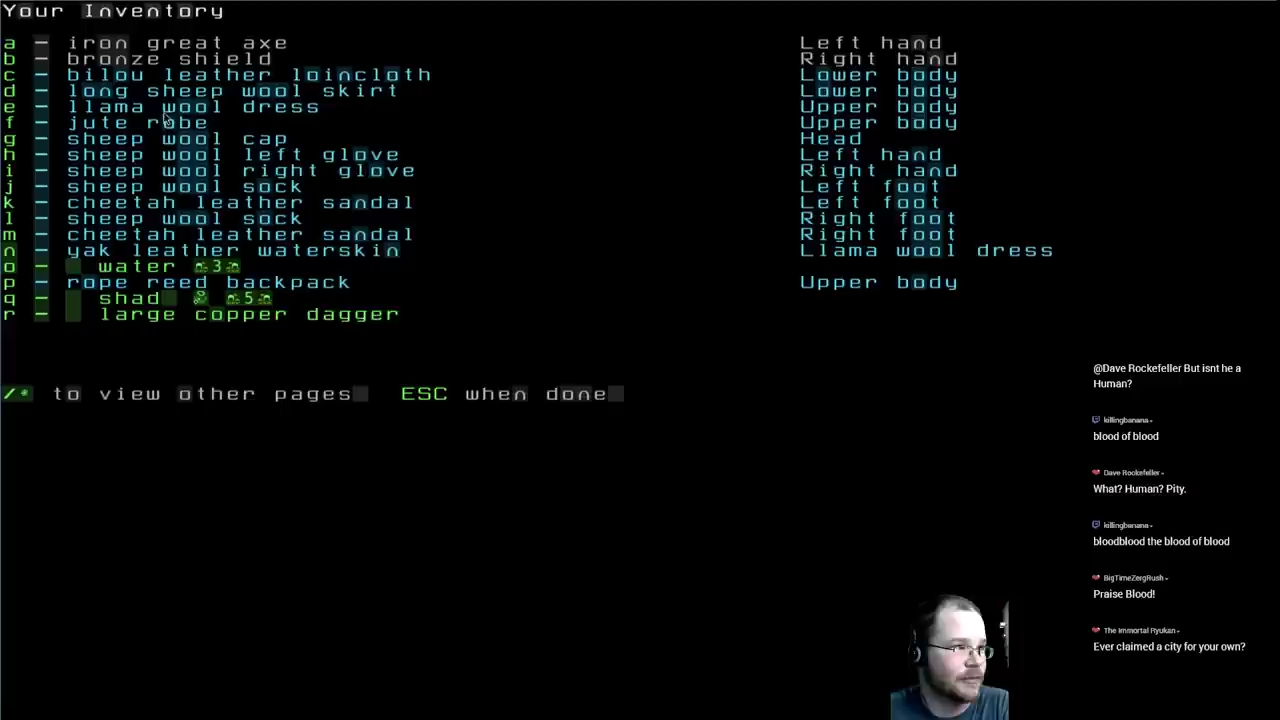 Your Inventory
a - iron great axe Left hand
b - bronze shield Right hand
c - bilou leather loincloth Lower body
d - long sheep wool skirt Lower body
e - llama wool dress Upper body
f - jute robe Upper body
g - sheep wool cap Head
h - sheep wool left glove Left hand
i - sheep wool right glove Right hand
j - sheep wool sock Left foot
k - cheetah leather sandal Left foot
l - sheep wool sock Right foot
m - cheetah leather sandal Right foot
n - yak leather waterskin Llama wool dress
o - water 3
p - rope reed backpack Upper body
q - shad 5
r - large copper dagger
/* to view other pages ESC when done
@Dave Rockefeller But isnt he a
Human?
killingbanana
blood of blood
Dave Rockefeller
What? Human? Pity.
killingbanana
bloodblood the blood of blood
BigTimeZergRush
Praise Blood!
The Immortal Ryukan
Ever claimed a city for your own?